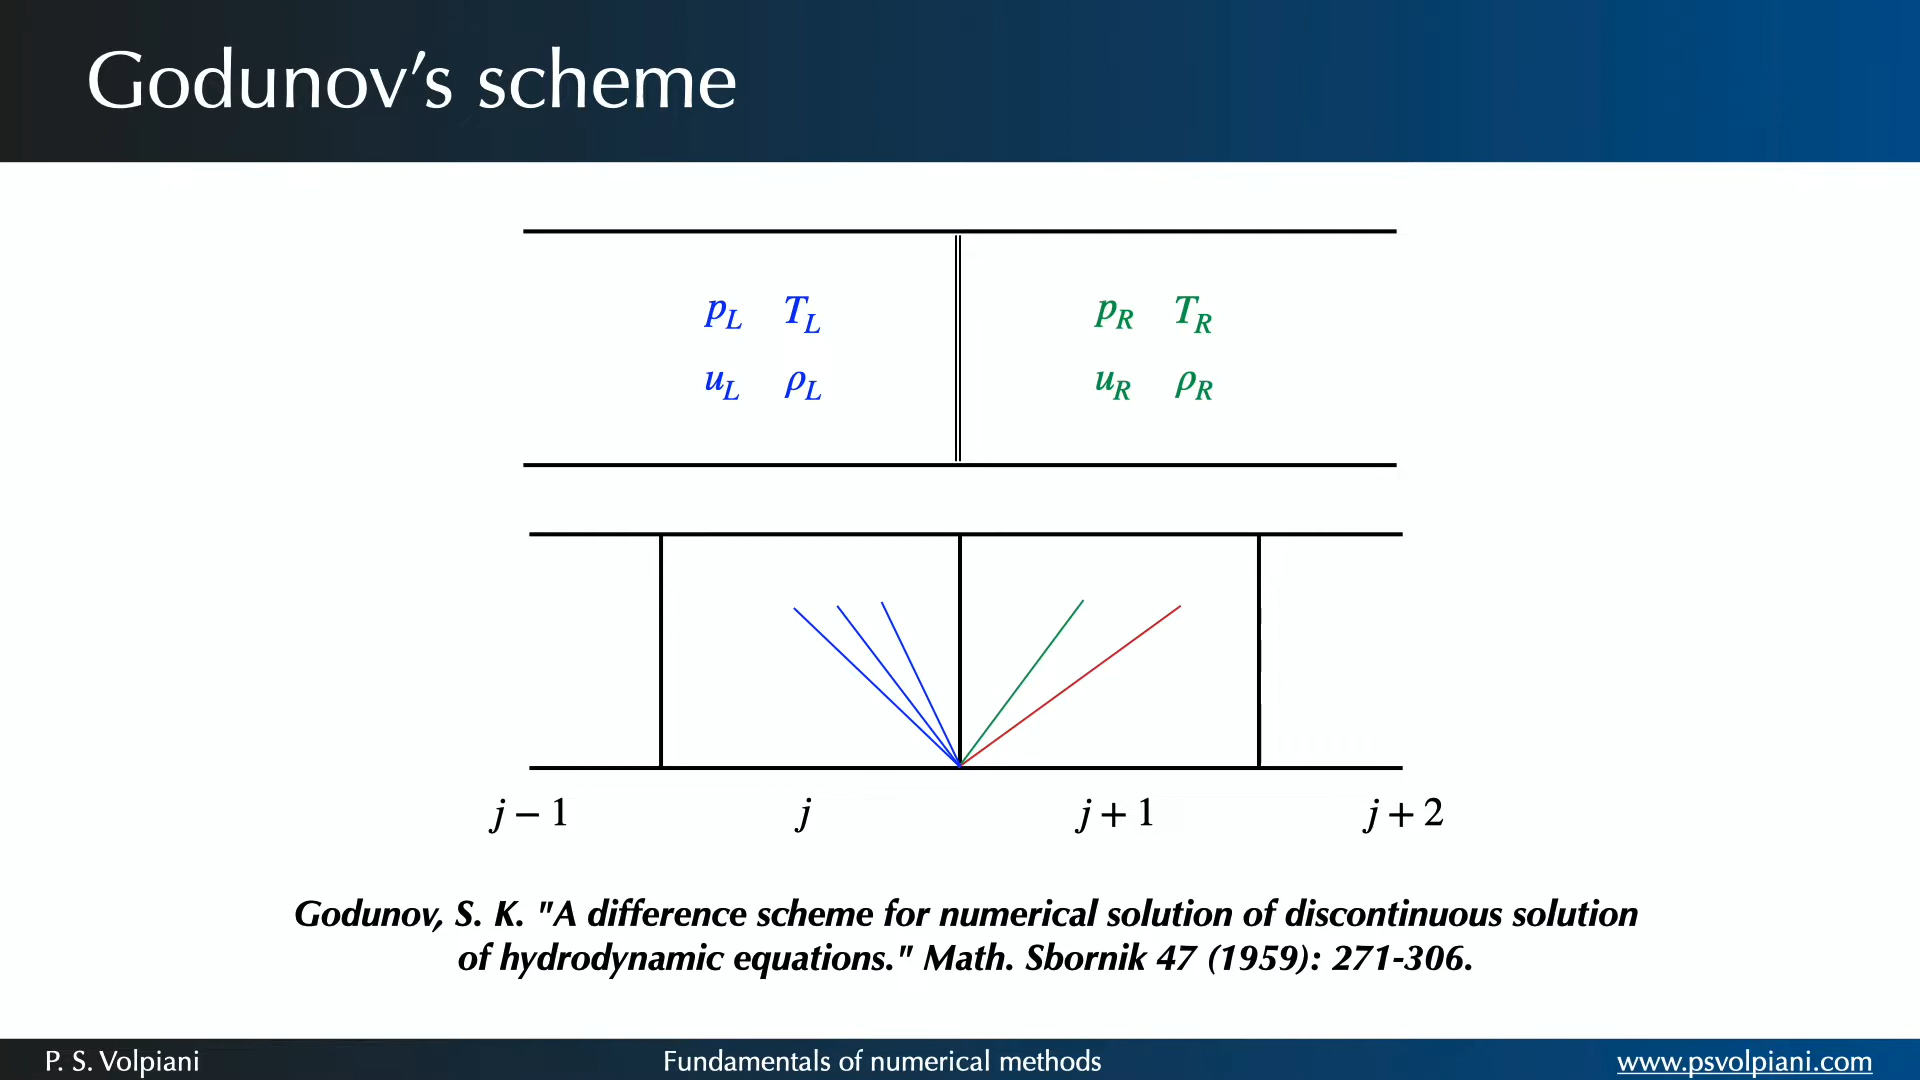 Godunov’s scheme
p_L T_L p_R T_R
u_L ρ_L u_R ρ_R
j − 1 j j + 1 j + 2
Godunov, S. K. "A difference scheme for numerical solution of discontinuous solution
of hydrodynamic equations." Math. Sbornik 47 (1959): 271-306.
P. S. Volpiani Fundamentals of numerical methods www.psvolpiani.com